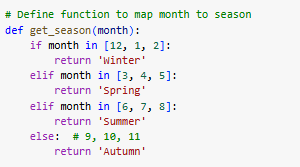 # Define function to map month to season
def get_season(month):
    if month in [12, 1, 2]:
        return 'Winter'
    elif month in [3, 4, 5]:
        return 'Spring'
    elif month in [6, 7, 8]:
        return 'Summer'
    else:  # 9, 10, 11
        return 'Autumn'